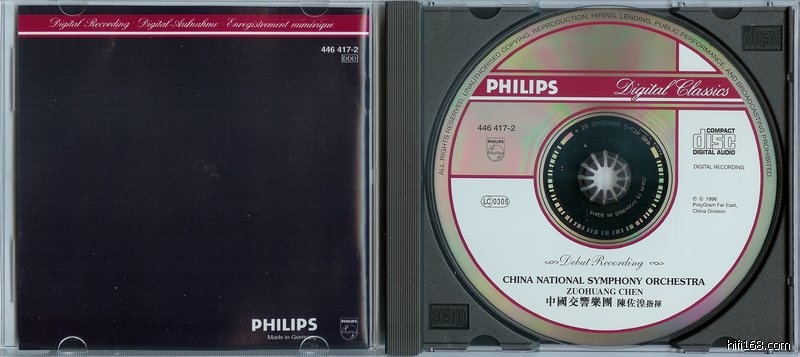 Digital Recording · Digital-Aufnahme · Enregistrement numérique
446 417-2
DDD
PHILIPS
PHILIPS
Made in Germany
ALL RIGHTS RESERVED. UNAUTHORISED COPYING, REPRODUCTION, HIRING, LENDING, PUBLIC PERFORMANCE, AND BROADCASTING PROHIBITED.
PHILIPS
Digital Classics
446 417-2
PHILIPS
COMPACT
disc
DIGITAL AUDIO
DIGITAL RECORDING
LC 0305
℗ © 1996
PolyGram Far East,
China Division
Debut Recording
CHINA NATIONAL SYMPHONY ORCHESTRA
ZUOHUANG CHEN
中國交響樂團 陳佐湟指揮
hifi168.com